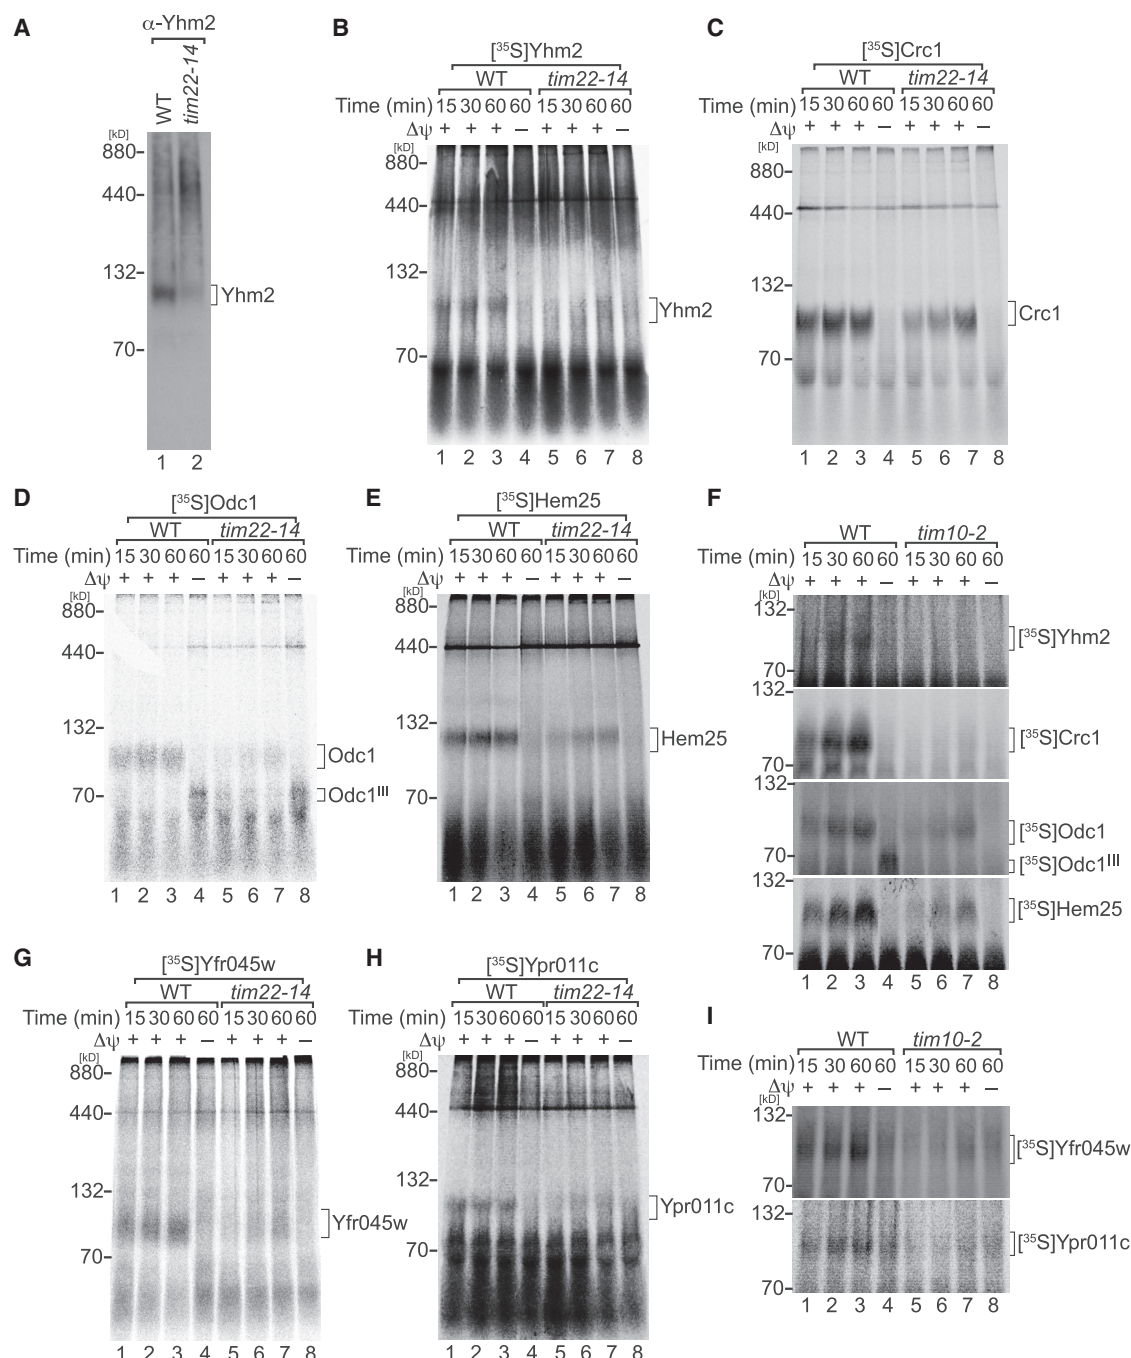 A
α-Yhm2
WT
tim22-14
[kD]
880
440
132
70
Yhm2
1 2
B
[³⁵S]Yhm2
WT tim22-14
Time (min) 15 30 60 60 15 30 60 60
Δψ + + + – + + + –
[kD]
880
440
132
70
Yhm2
1 2 3 4 5 6 7 8
C
[³⁵S]Crc1
WT tim22-14
Time (min) 15 30 60 60 15 30 60 60
Δψ + + + – + + + –
[kD]
880
440
132
70
Crc1
1 2 3 4 5 6 7 8
D
[³⁵S]Odc1
WT tim22-14
Time (min) 15 30 60 60 15 30 60 60
Δψ + + + – + + + –
[kD]
880
440
132
70
Odc1
Odc1ᴵᴵᴵ
1 2 3 4 5 6 7 8
E
[³⁵S]Hem25
WT tim22-14
Time (min) 15 30 60 60 15 30 60 60
Δψ + + + – + + + –
[kD]
880
440
132
70
Hem25
1 2 3 4 5 6 7 8
F
WT tim10-2
Time (min) 15 30 60 60 15 30 60 60
Δψ + + + – + + + –
[kD]
132
[³⁵S]Yhm2
70
132
[³⁵S]Crc1
70
132
[³⁵S]Odc1
70
[³⁵S]Odc1ᴵᴵᴵ
132
[³⁵S]Hem25
70
1 2 3 4 5 6 7 8
G
[³⁵S]Yfr045w
WT tim22-14
Time (min) 15 30 60 60 15 30 60 60
Δψ + + + – + + + –
[kD]
880
440
132
70
Yfr045w
1 2 3 4 5 6 7 8
H
[³⁵S]Ypr011c
WT tim22-14
Time (min) 15 30 60 60 15 30 60 60
Δψ + + + – + + + –
[kD]
880
440
132
70
Ypr011c
1 2 3 4 5 6 7 8
I
WT tim10-2
Time (min) 15 30 60 60 15 30 60 60
Δψ + + + – + + + –
[kD]
132
[³⁵S]Yfr045w
70
132
[³⁵S]Ypr011c
70
1 2 3 4 5 6 7 8